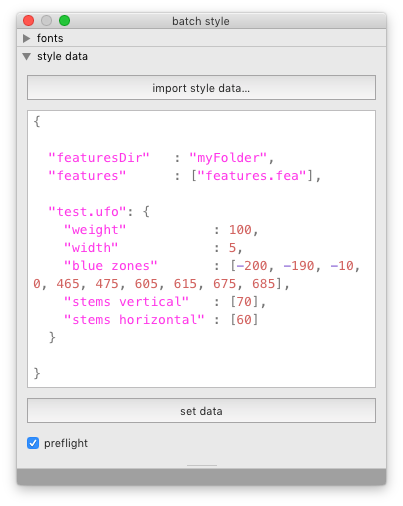 batch style
fonts
style data
import style data...
{
"featuresDir" : "myFolder",
"features" : ["features.fea"],
"test.ufo": {
"weight" : 100,
"width" : 5,
"blue zones" : [-200, -190, -10,
0, 465, 475, 605, 615, 675, 685],
"stems vertical" : [70],
"stems horizontal" : [60]
}
}
set data
preflight